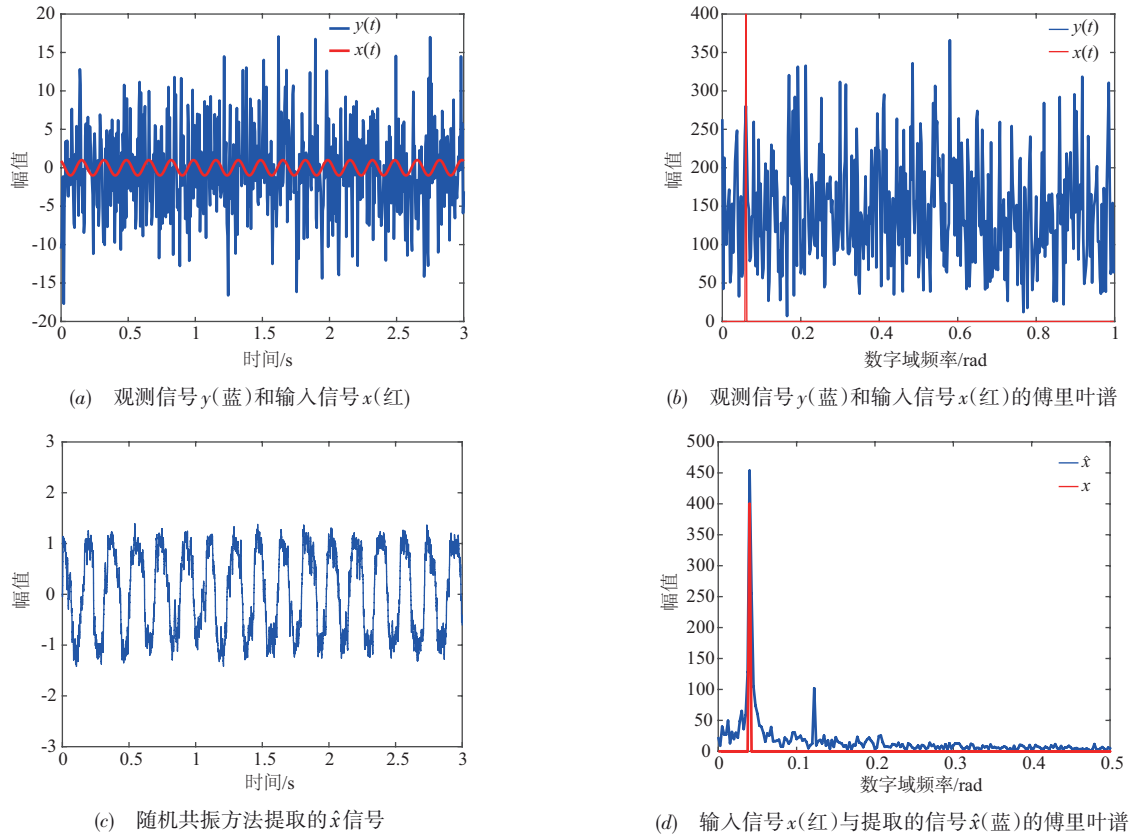 20
15
10
5
0
-5
-10
-15
-20
幅值
y(t)
x(t)
0 0.5 1 1.5 2 2.5 3
时间/s
(a) 观测信号y(蓝)和输入信号x(红)
400
350
300
250
200
150
100
50
0
幅值
y(t)
x(t)
0 0.2 0.4 0.6 0.8 1
数字域频率/rad
(b) 观测信号y(蓝)和输入信号x(红)的傅里叶谱
3
2
1
0
-1
-2
-3
幅值
0 0.5 1 1.5 2 2.5 3
时间/s
(c) 随机共振方法提取的x̂信号
500
450
400
350
300
250
200
150
100
50
0
幅值
x̂
x
0 0.1 0.2 0.3 0.4 0.5
数字域频率/rad
(d) 输入信号x(红)与提取的信号x̂(蓝)的傅里叶谱